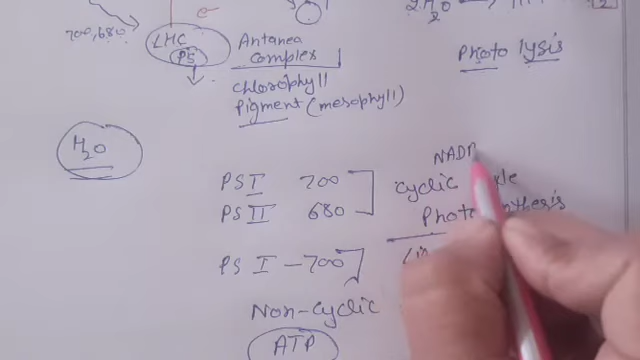 700, 680
e⁻
2H₂O →
LHC
PS
Antanea
complex
chlorophyll
Pigment (mesophyll)
Photo lysis
H₂O
NADP
PS I 700
PS II 680
cyclic
Photo
PS I - 700
Non-cyclic
ATP